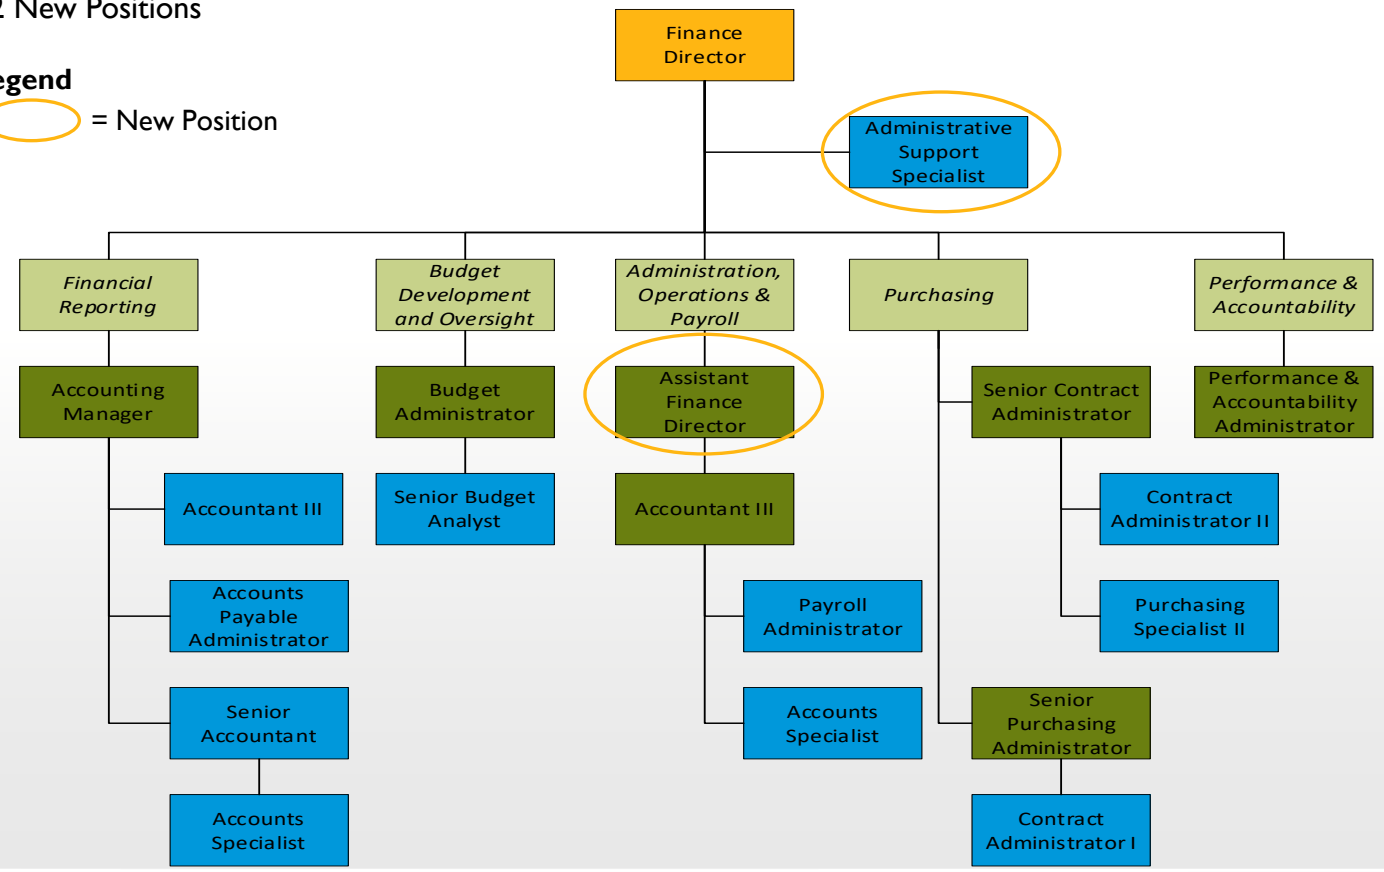 2 New Positions
egend
= New Position
Finance
Director
Administrative
Support
Specialist
Financial
Reporting
Budget
Development
and Oversight
Administration,
Operations &
Payroll
Purchasing
Performance &
Accountability
Accounting
Manager
Budget
Administrator
Assistant
Finance
Director
Senior Contract
Administrator
Performance &
Accountability
Administrator
Accountant III
Senior Budget
Analyst
Accountant III
Contract
Administrator II
Accounts
Payable
Administrator
Payroll
Administrator
Purchasing
Specialist II
Senior
Accountant
Accounts
Specialist
Senior
Purchasing
Administrator
Accounts
Specialist
Contract
Administrator I